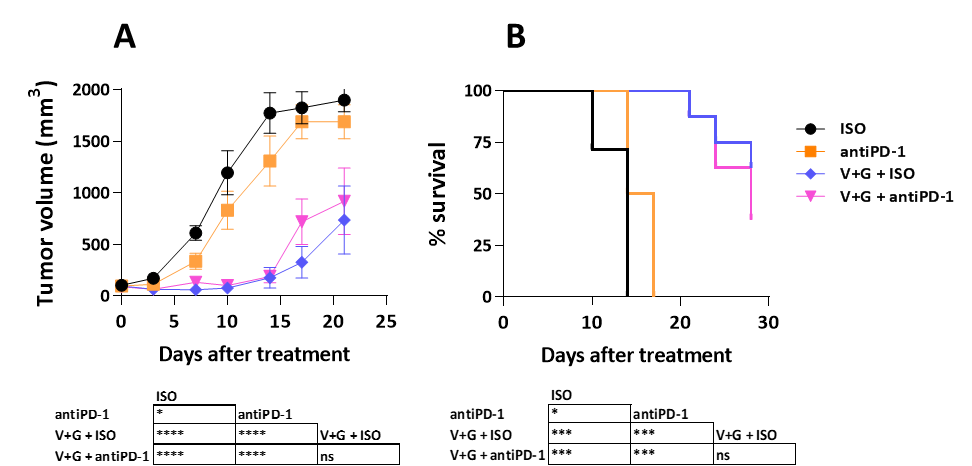 A
B
Tumor volume (mm3)
2000
1500
1000
500
0
0 5 10 15 20 25
Days after treatment
% survival
100
75
50
25
0
0 10 20 30
Days after treatment
ISO
antiPD-1
V+G + ISO
V+G + antiPD-1
ISO
antiPD-1 * antiPD-1
V+G + ISO **** **** V+G + ISO
V+G + antiPD-1 **** **** ns
ISO
antiPD-1 * antiPD-1
V+G + ISO *** *** V+G + ISO
V+G + antiPD-1 *** *** ns